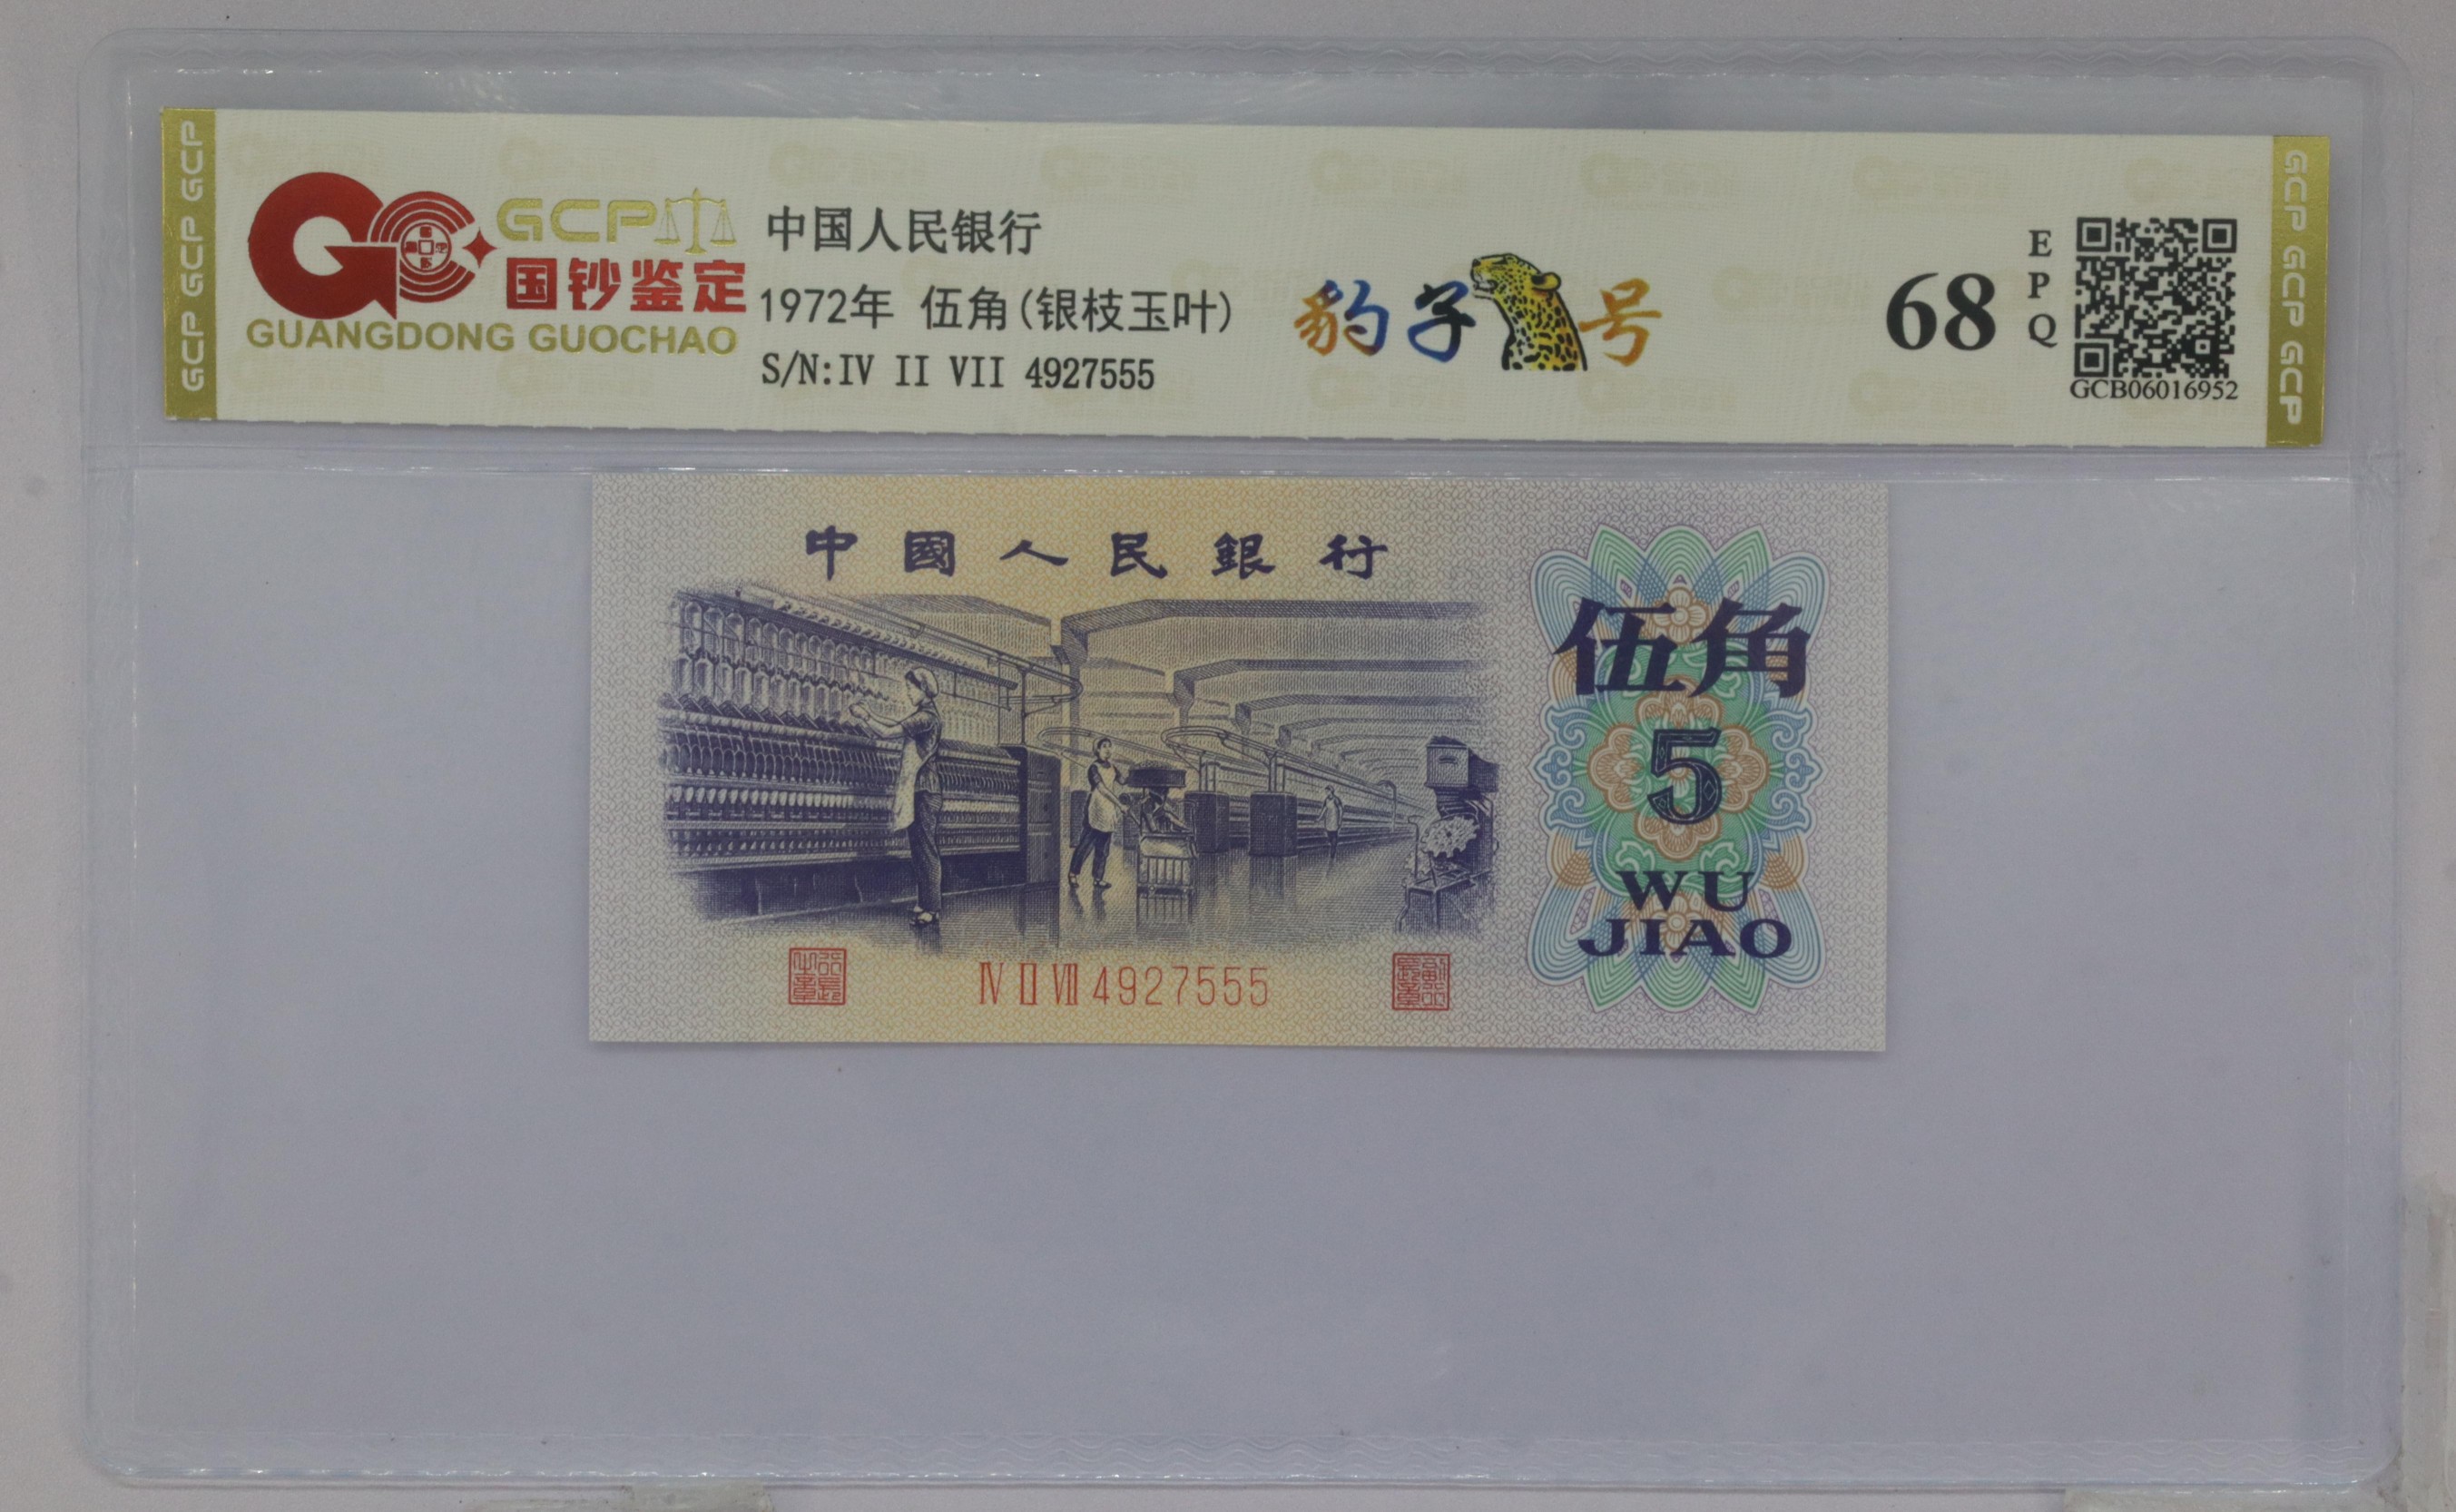 GCP GCP GCP
GCP
国钞鉴定
GUANGDONG GUOCHAO
中国人民银行
1972年 伍角(银枝玉叶)
S/N:IV II VII 4927555
豹子号
68
EPQ
GCB06016952
GCP GCP GCP
中國人民銀行
伍角
5
WU
JIAO
Ⅳ Ⅱ Ⅶ 4927555